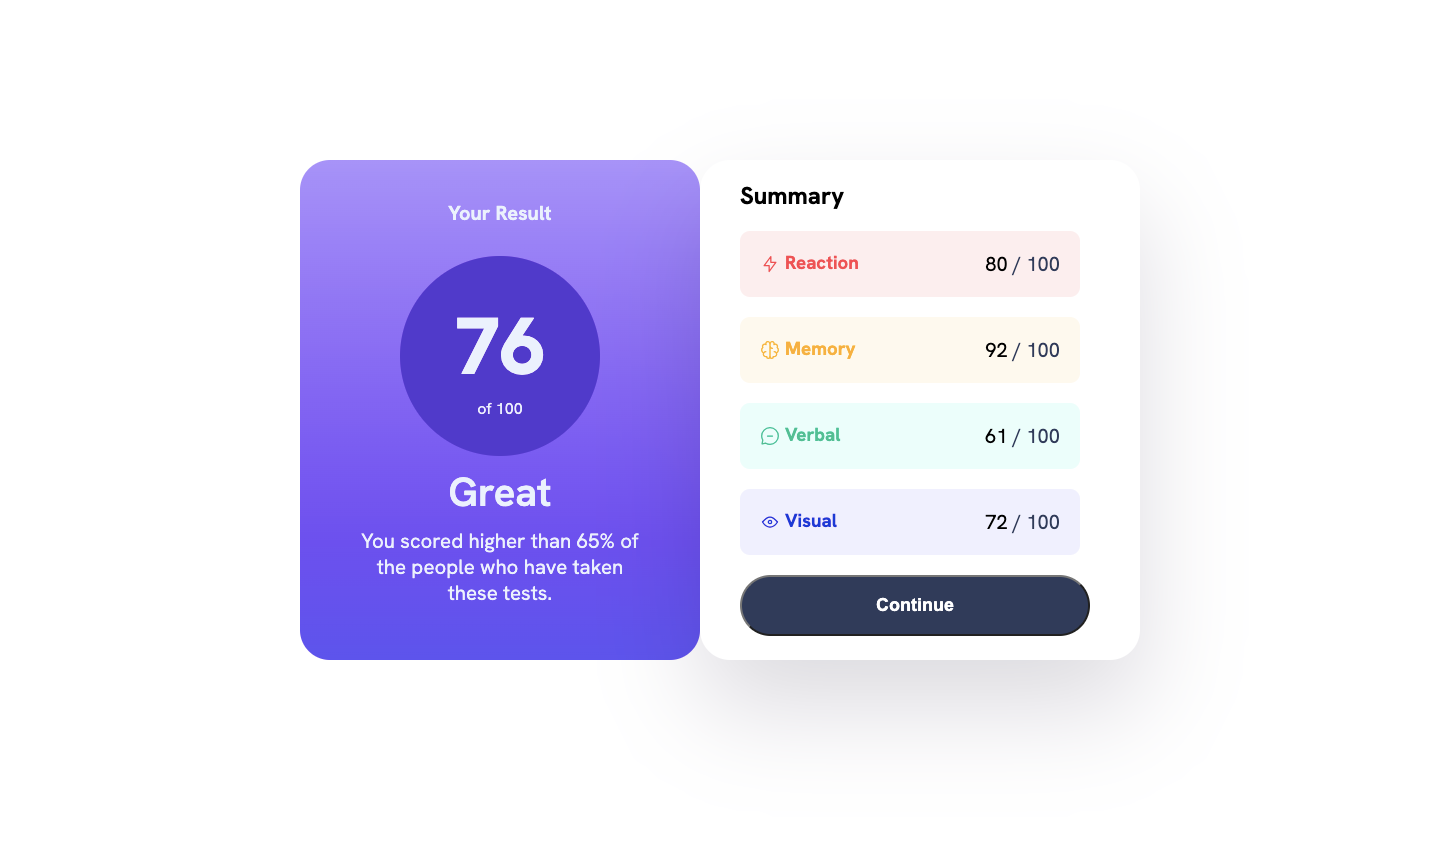 Your Result
76
of 100
Great
You scored higher than 65% of
the people who have taken
these tests.
Summary
Reaction 80 / 100
Memory 92 / 100
Verbal 61 / 100
Visual 72 / 100
Continue